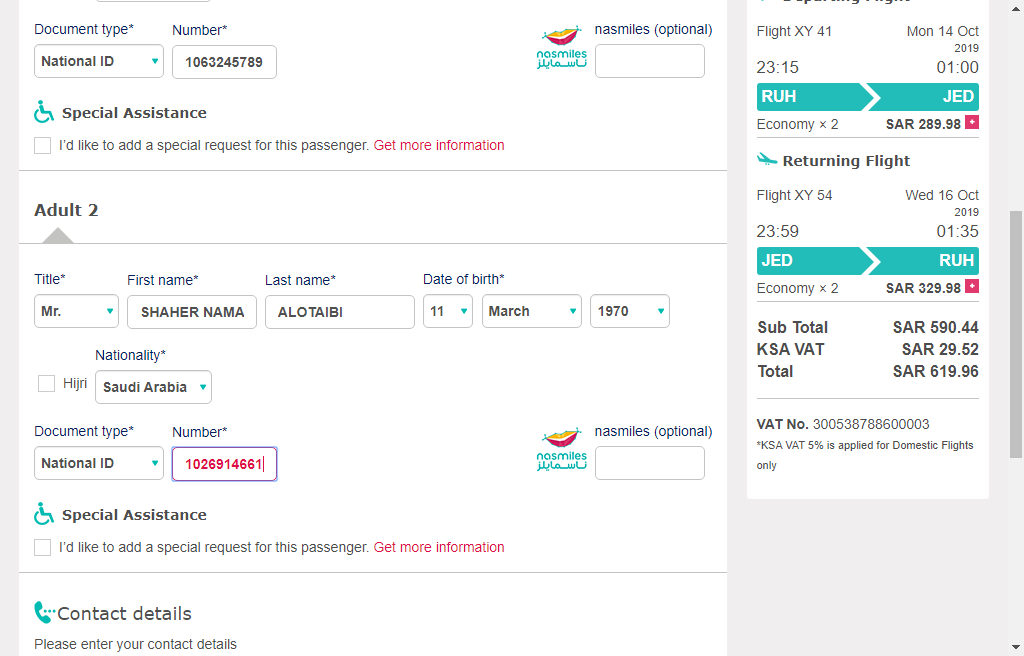 Document type*
Number*
nasmiles (optional)
National ID
1063245789
nasmiles
ناسمايلز
Special Assistance
I'd like to add a special request for this passenger. Get more information
Adult 2
Title*
First name*
Last name*
Date of birth*
Mr.
SHAHER NAMA
ALOTAIBI
11
March
1970
Nationality*
Hijri
Saudi Arabia
Document type*
Number*
nasmiles (optional)
National ID
1026914661
nasmiles
ناسمايلز
Special Assistance
I'd like to add a special request for this passenger. Get more information
Contact details
Please enter your contact details
Flight XY 41
Mon 14 Oct
2019
23:15
01:00
RUH
JED
Economy × 2
SAR 289.98 +
Returning Flight
Flight XY 54
Wed 16 Oct
2019
23:59
01:35
JED
RUH
Economy × 2
SAR 329.98 +
Sub Total
SAR 590.44
KSA VAT
SAR 29.52
Total
SAR 619.96
VAT No. 300538788600003
*KSA VAT 5% is applied for Domestic Flights
only